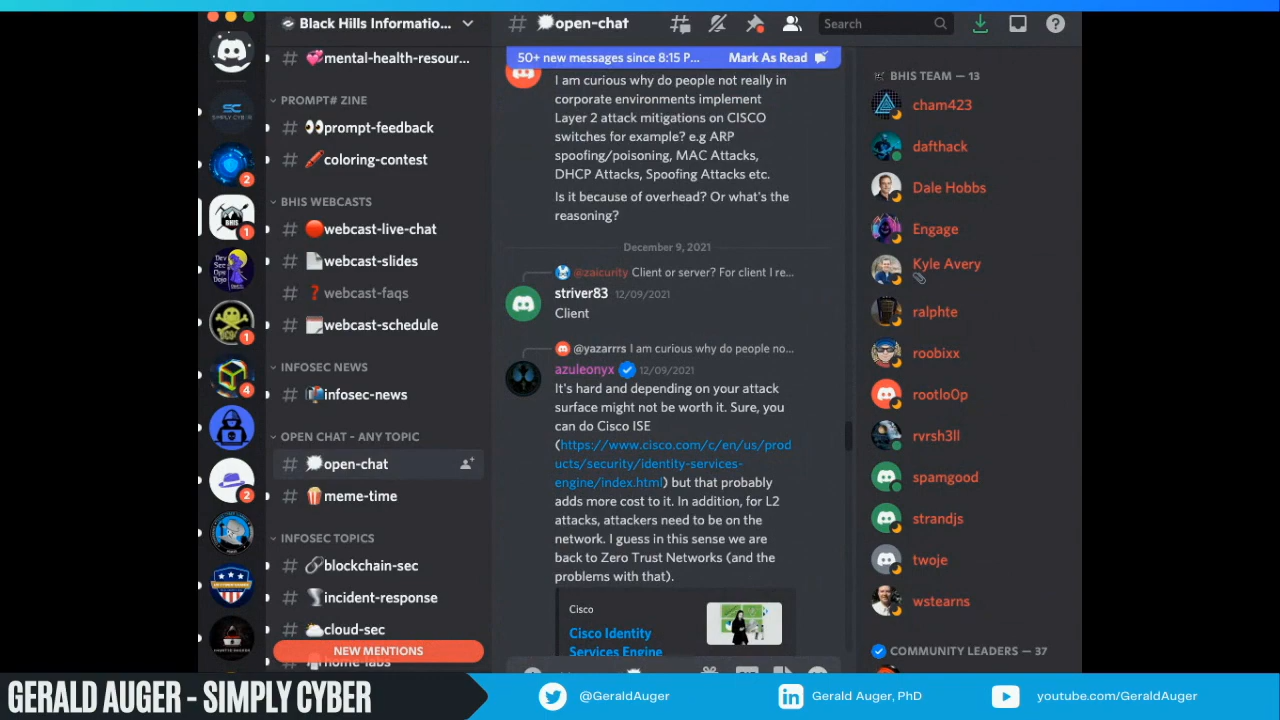 Black Hills Informatio...
mental-health-resour...
PROMPT# ZINE
# prompt-feedback
# coloring-contest
BHIS WEBCASTS
# webcast-live-chat
# webcast-slides
# webcast-faqs
# webcast-schedule
INFOSEC NEWS
# infosec-news
OPEN CHAT - ANY TOPIC
# open-chat
# meme-time
INFOSEC TOPICS
# blockchain-sec
# incident-response
# cloud-sec
home-labs
NEW MENTIONS
SIMPLY CYBER
2
BHIS
1
1
4
2
# open-chat
Search
50+ new messages since 8:15 P... Mark As Read
I am curious why do people not really in
corporate environments implement
Layer 2 attack mitigations on CISCO
switches for example? e.g ARP
spoofing/poisoning, MAC Attacks,
DHCP Attacks, Spoofing Attacks etc.
Is it because of overhead? Or what's the
reasoning?
December 9, 2021
@zaicurity Client or server? For client I re...
striver83 12/09/2021
Client
@yazarrrs I am curious why do people no...
azuleonyx 12/09/2021
It's hard and depending on your attack
surface might not be worth it. Sure, you
can do Cisco ISE
(https://www.cisco.com/c/en/us/prod
ucts/security/identity-services-
engine/index.html) but that probably
adds more cost to it. In addition, for L2
attacks, attackers need to be on the
network. I guess in this sense we are
back to Zero Trust Networks (and the
problems with that).
Cisco
Cisco Identity
Services Engine
BHIS TEAM — 13
cham423
dafthack
Dale Hobbs
Engage
Kyle Avery
ralphte
roobixx
rootlo0p
rvrsh3ll
spamgood
strandjs
twoje
wstearns
COMMUNITY LEADERS — 37
GERALD AUGER - SIMPLY CYBER
@GeraldAuger
Gerald Auger, PhD
youtube.com/GeraldAuger